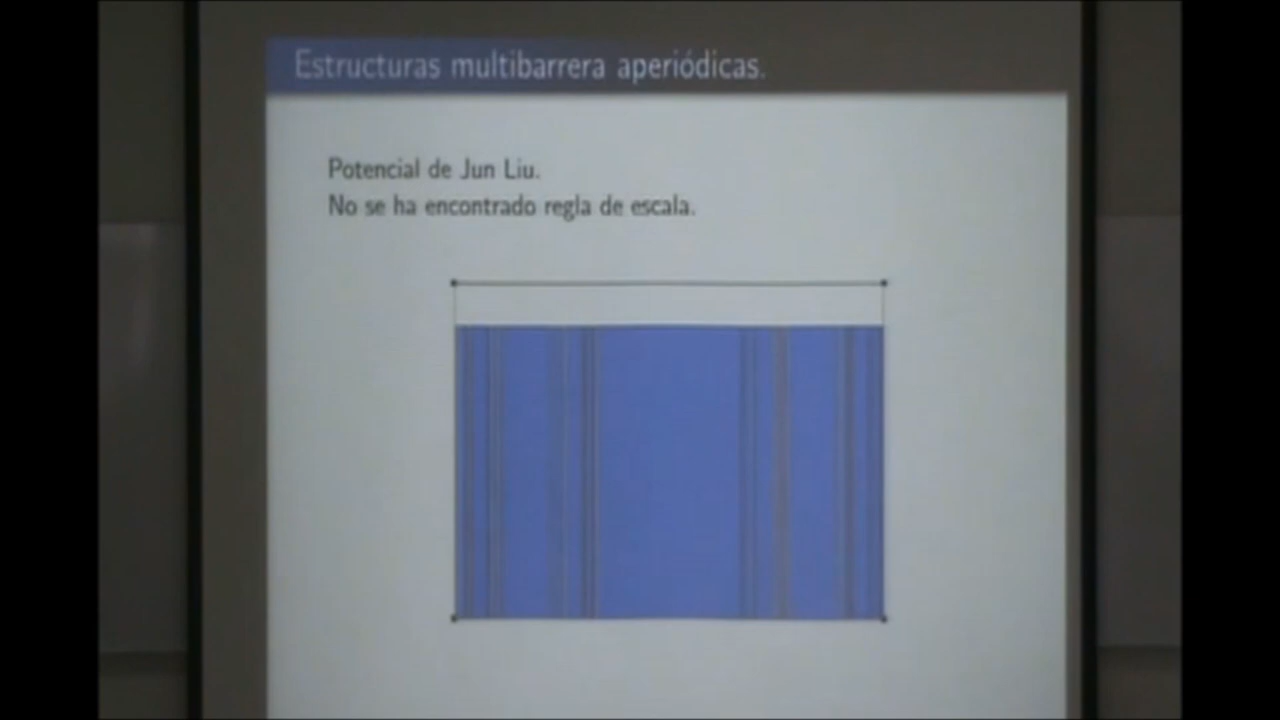 Estructuras multibarrera aperiódicas.
Potencial de Jun Liu.
No se ha encontrado regla de escala.